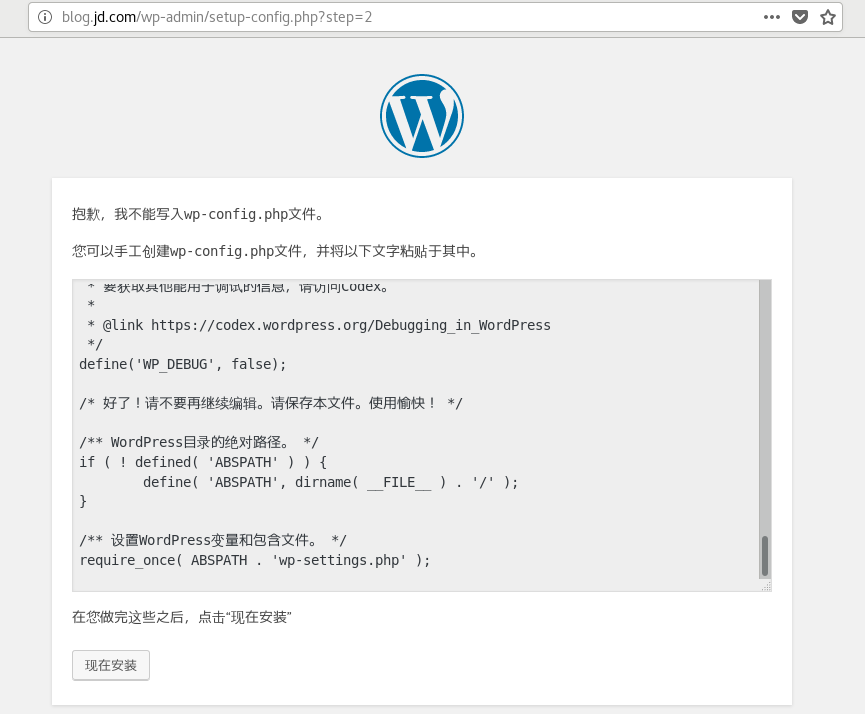 blog.jd.com/wp-admin/setup-config.php?step=2
抱歉，我不能写入wp-config.php文件。
您可以手工创建wp-config.php文件，并将以下文字粘贴于其中。
* 要获取其他能用于调试的信息，请访问Codex。
*
* @link https://codex.wordpress.org/Debugging_in_WordPress
*/
define('WP_DEBUG', false);
/* 好了！请不要再继续编辑。请保存本文件。使用愉快！ */
/** WordPress目录的绝对路径。 */
if ( ! defined( 'ABSPATH' ) ) {
define( 'ABSPATH', dirname( __FILE__ ) . '/' );
}
/** 设置WordPress变量和包含文件。 */
require_once( ABSPATH . 'wp-settings.php' );
在您做完这些之后，点击“现在安装”
现在安装